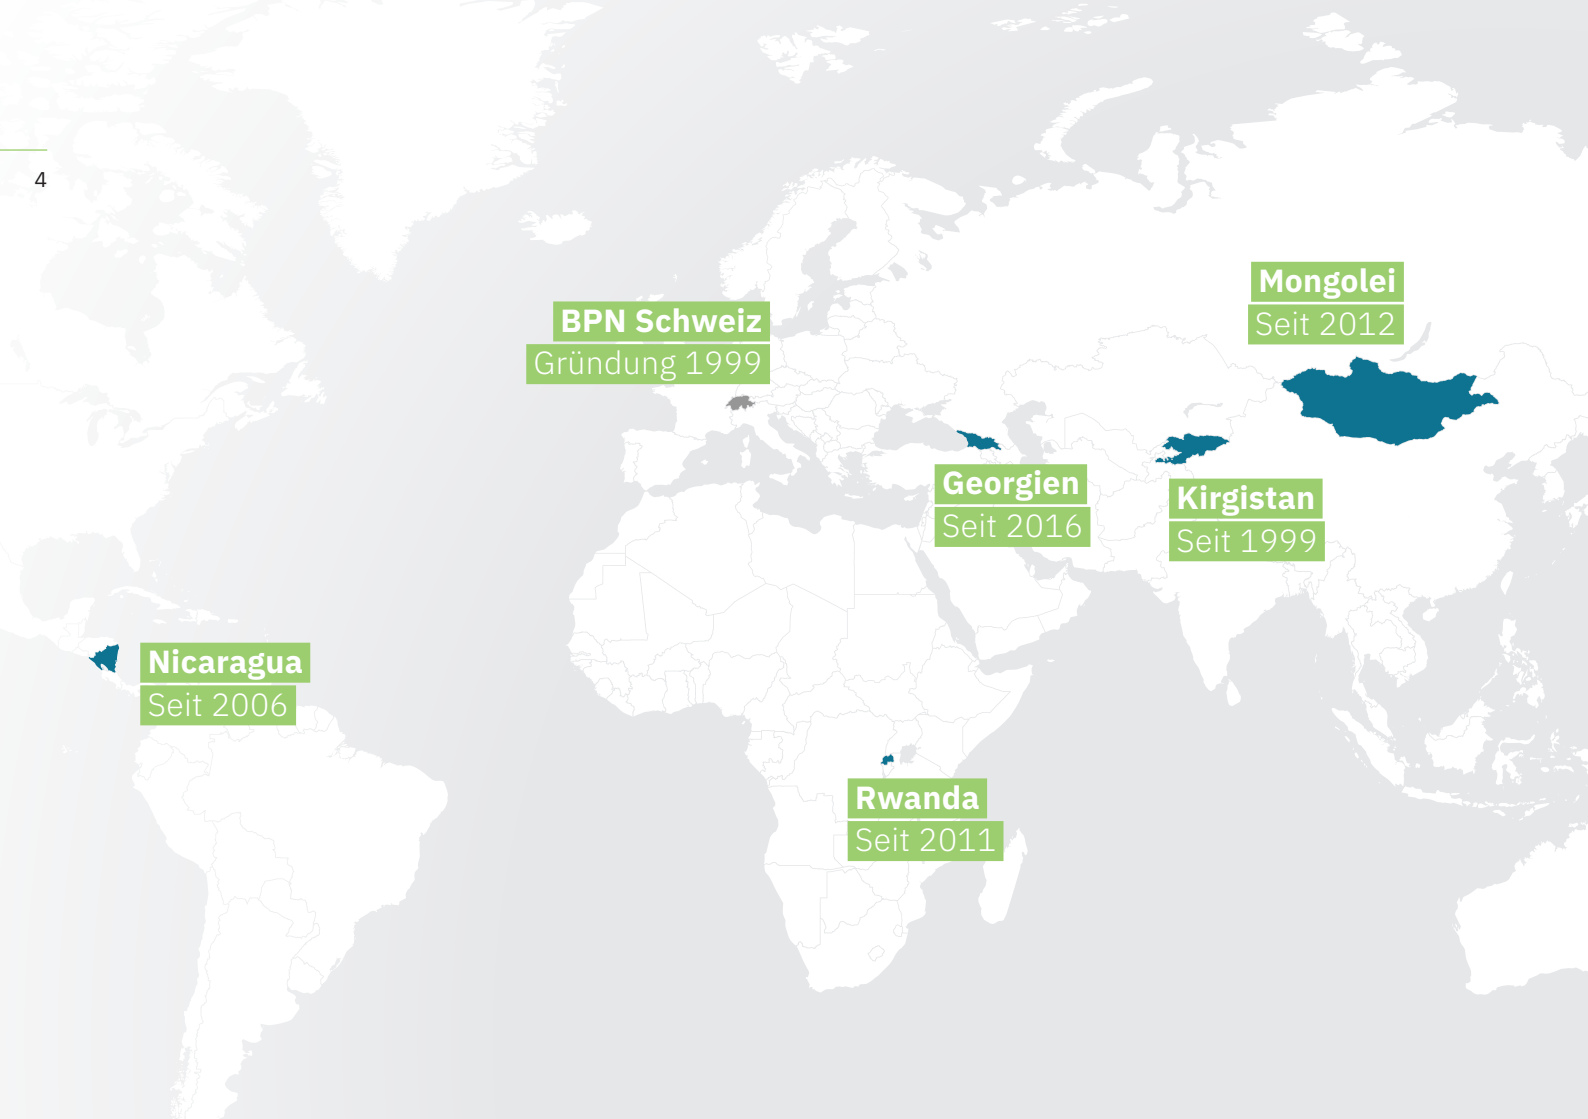 4
Mongolei
Seit 2012
BPN Schweiz
Gründung 1999
Georgien
Seit 2016
Kirgistan
Seit 1999
Nicaragua
Seit 2006
Rwanda
Seit 2011